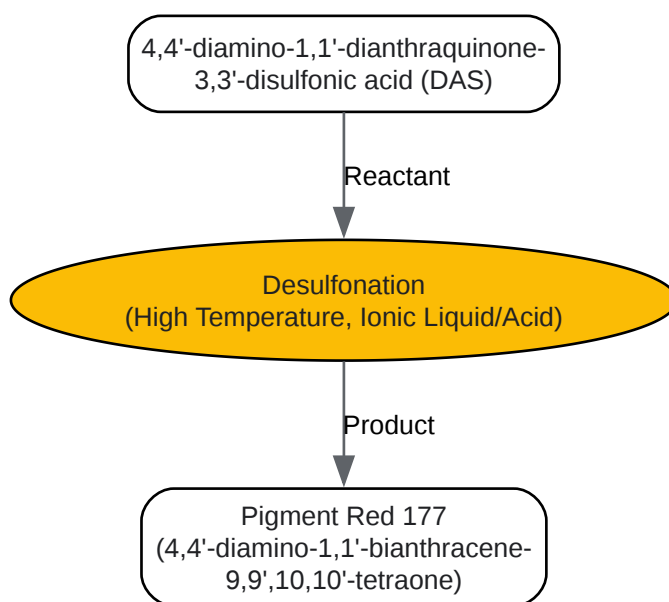 4,4'-diamino-1,1'-dianthraquinone-
3,3'-disulfonic acid (DAS)
Reactant
Desulfonation
(High Temperature, Ionic Liquid/Acid)
Product
Pigment Red 177
(4,4'-diamino-1,1'-bianthracene-
9,9',10,10'-tetraone)